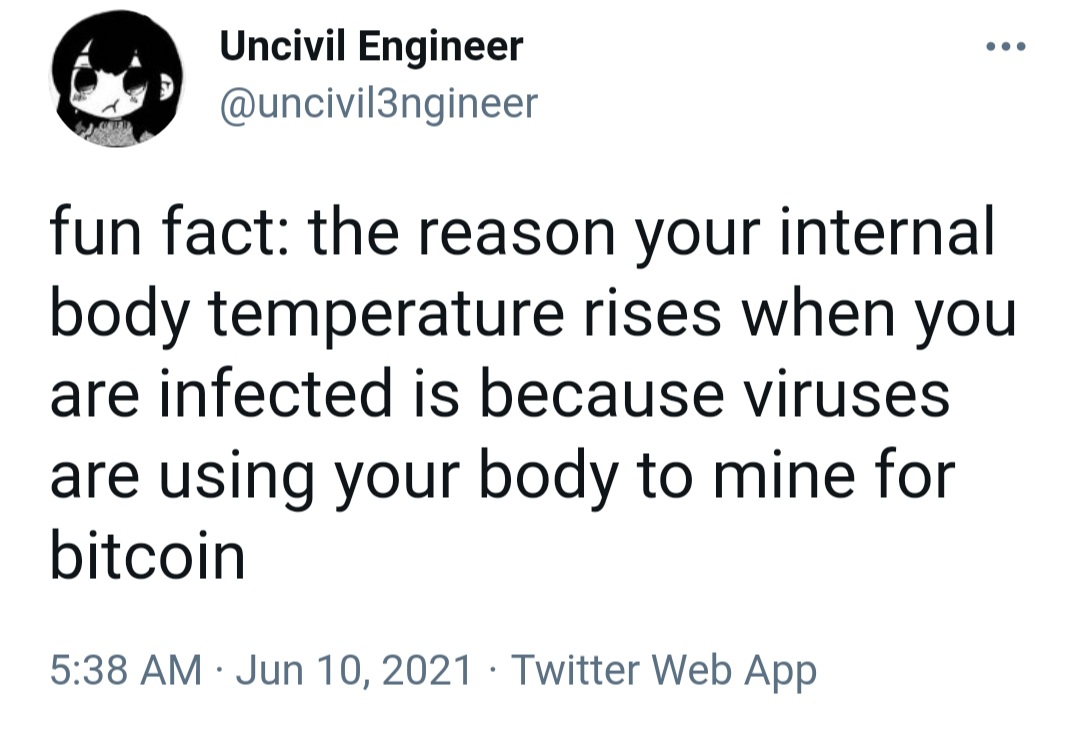 Uncivil Engineer
@uncivil3ngineer
fun fact: the reason your internal
body temperature rises when you
are infected is because viruses
are using your body to mine for
bitcoin
5:38 AM · Jun 10, 2021 · Twitter Web App